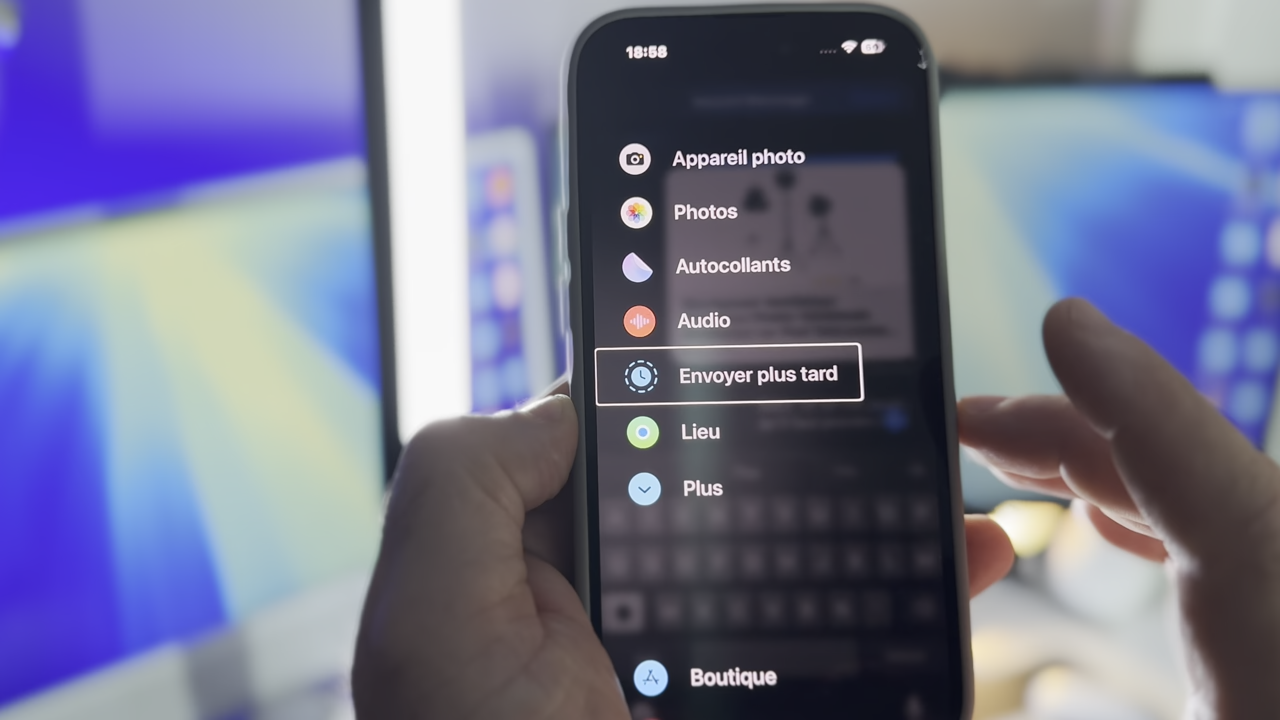 18:58
Appareil photo
Photos
Autocollants
Audio
Envoyer plus tard
Lieu
Plus
Boutique